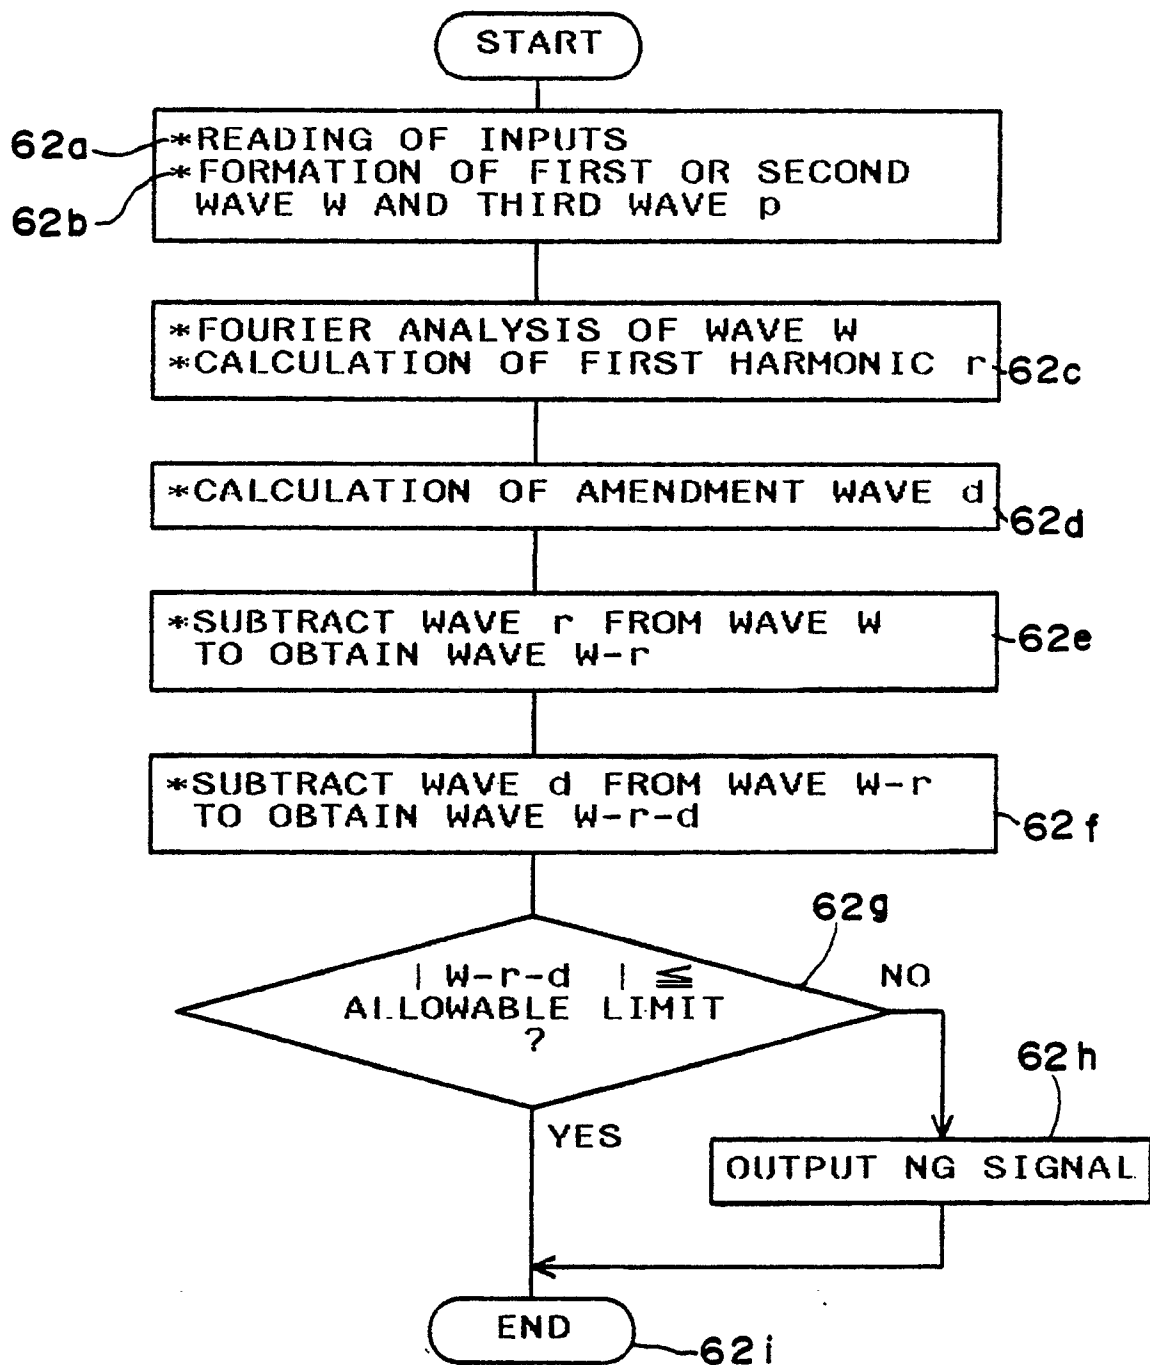 START
62a
*READING OF INPUTS
*FORMATION OF FIRST OR SECOND
WAVE W AND THIRD WAVE p
62b
*FOURIER ANALYSIS OF WAVE W
*CALCULATION OF FIRST HARMONIC r
62c
*CALCULATION OF AMENDMENT WAVE d
62d
*SUBTRACT WAVE r FROM WAVE W
TO OBTAIN WAVE W-r
62e
*SUBTRACT WAVE d FROM WAVE W-r
TO OBTAIN WAVE W-r-d
62f
62g
| W-r-d | ≦
ALLOWABLE LIMIT
?
NO
62h
YES
OUTPUT NG SIGNAL
END
62i